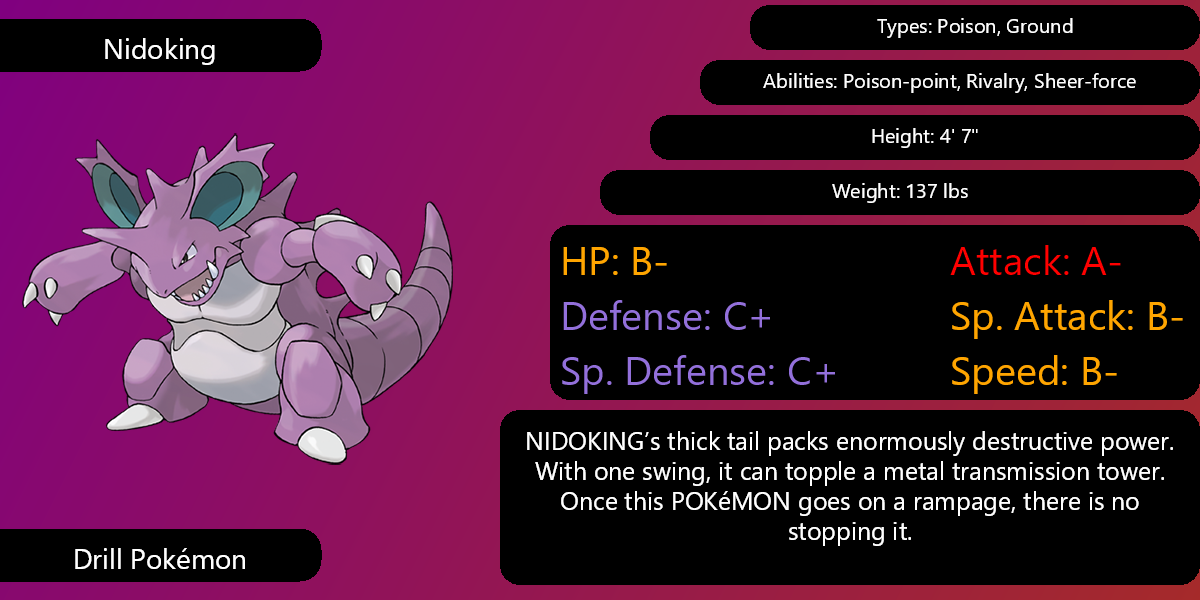 Nidoking
Types: Poison, Ground
Abilities: Poison-point, Rivalry, Sheer-force
Height: 4' 7"
Weight: 137 lbs
HP: B-
Attack: A-
Defense: C+
Sp. Attack: B-
Sp. Defense: C+
Speed: B-
NIDOKING’s thick tail packs enormously destructive power.
With one swing, it can topple a metal transmission tower.
Once this POKéMON goes on a rampage, there is no
stopping it.
Drill Pokémon